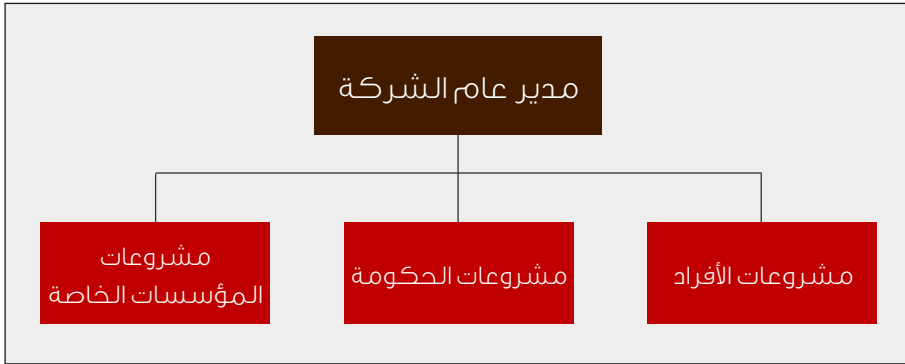 مدير عام الشركة
مشروعات الأفراد
مشروعات الحكومة
مشروعات
المؤسسات الخاصة